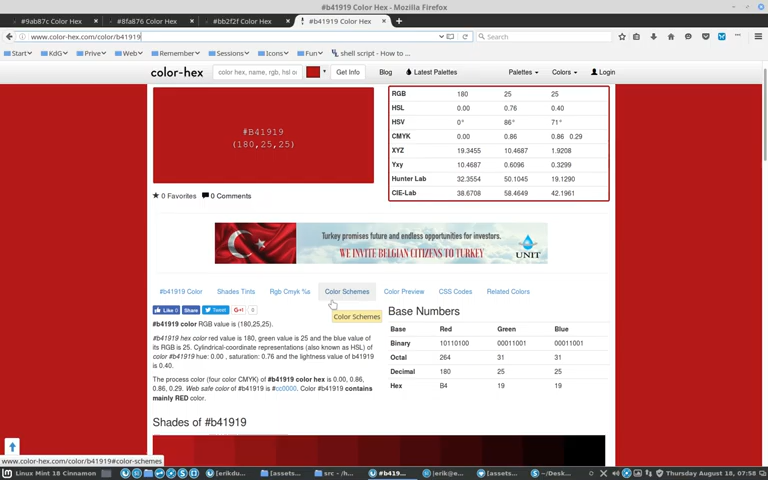 #b41919 Color Hex - Mozilla Firefox
#9ab87c Color Hex × #8fa876 Color Hex × #bb2f2f Color Hex × #b41919 Color Hex ×
www.color-hex.com/color/b41919 Search
Start KdG Prive Web Remember Sessions Icons Fun shell script - How to ...
color-hex color hex, name, rgb, hsl or Get Info Blog Latest Palettes Palettes Colors Login
#B41919
(180,25,25)
RGB 180 25 25
HSL 0.00 0.76 0.40
HSV 0° 86° 71°
CMYK 0.00 0.86 0.86 0.29
XYZ 19.3455 10.4687 1.9208
Yxy 10.4687 0.6096 0.3299
Hunter Lab 32.3554 50.1045 19.1290
CIE-Lab 38.6708 58.4649 42.1961
0 Favorites 0 Comments
Turkey promises future and endless opportunities for investors.
WE INVITE BELGIAN CITIZENS TO TURKEY
UNIT
#b41919 Color Shades Tints Rgb Cmyk %s Color Schemes Color Preview CSS Codes Related Colors
Like 0 Share Tweet G+1 0
Color Schemes
#b41919 color RGB value is (180,25,25).
#b41919 hex color red value is 180, green value is 25 and the blue value of
its RGB is 25. Cylindrical-coordinate representations (also known as HSL) of
color #b41919 hue: 0.00 , saturation: 0.76 and the lightness value of b41919
is 0.40.
The process color (four color CMYK) of #b41919 color hex is 0.00, 0.86,
0.86, 0.29. Web safe color of #b41919 is #cc0000. Color #b41919 contains
mainly RED color.
Base Numbers
Base Red Green Blue
Binary 10110100 00011001 00011001
Octal 264 31 31
Decimal 180 25 25
Hex B4 19 19
Shades of #b41919
www.color-hex.com/color/b41919#color-schemes
Linux Mint 18 Cinnamon [erikdu... [assets... src - /h... #b419... [erik@e... [assets... ~/Desk... Thursday August 18, 07:58